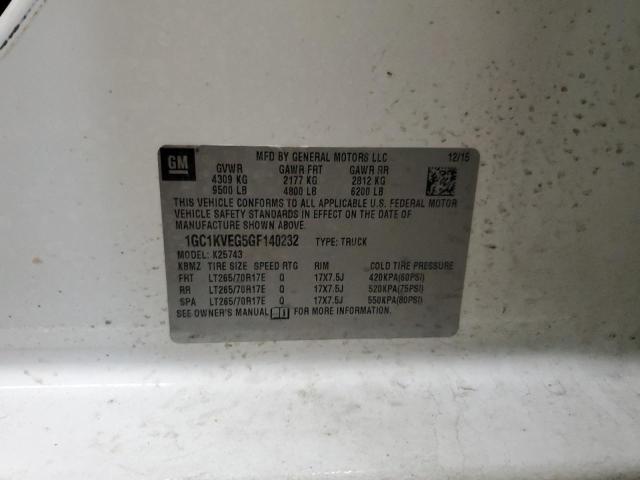 GM
MFD BY GENERAL MOTORS LLC 12/15
GVWR GAWR FRT GAWR RR
4309 KG 2177 KG 2812 KG
9500 LB 4800 LB 6200 LB
THIS VEHICLE CONFORMS TO ALL APPLICABLE U.S. FEDERAL MOTOR
VEHICLE SAFETY STANDARDS IN EFFECT ON THE DATE OF
MANUFACTURE SHOWN ABOVE.
1GC1KVEG5GF140232 TYPE: TRUCK
MODEL: K25743
KBMZ TIRE SIZE SPEED RTG RIM COLD TIRE PRESSURE
FRT LT265/70R17E Q 17X7.5J 420KPA(60PSI)
RR LT265/70R17E Q 17X7.5J 520KPA(75PSI)
SPA LT265/70R17E Q 17X7.5J 550KPA(80PSI)
SEE OWNER'S MANUAL FOR MORE INFORMATION.